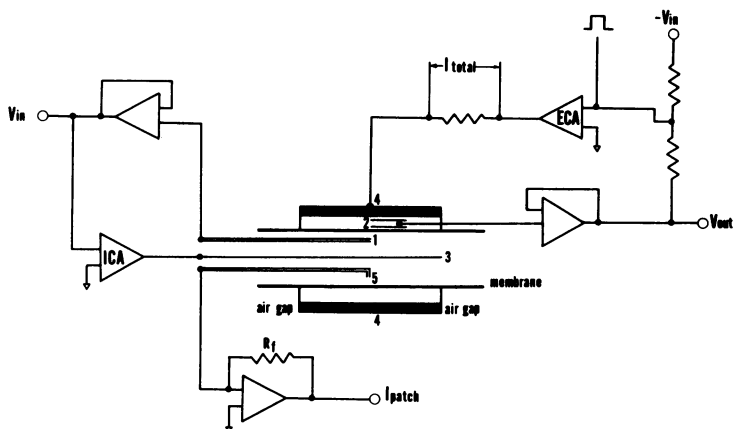 -Vin
I total
Vin
ECA
4
2
Vout
1
ICA
3
5
membrane
air gap
air gap
4
Rf
Ipatch